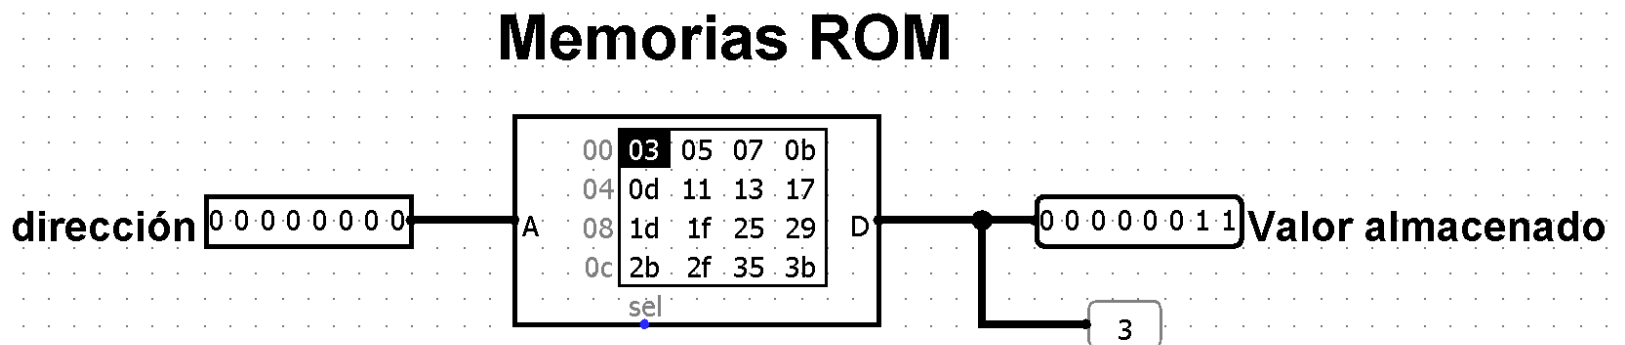 Memorias ROM
00 03 05 07 0b
04 0d 11 13 17
dirección 0 0 0 0 0 0 0 0 A 08 1d 1f 25 29 D 0 0 0 0 0 0 1 1 Valor almacenado
0c 2b 2f 35 3b
sel
3